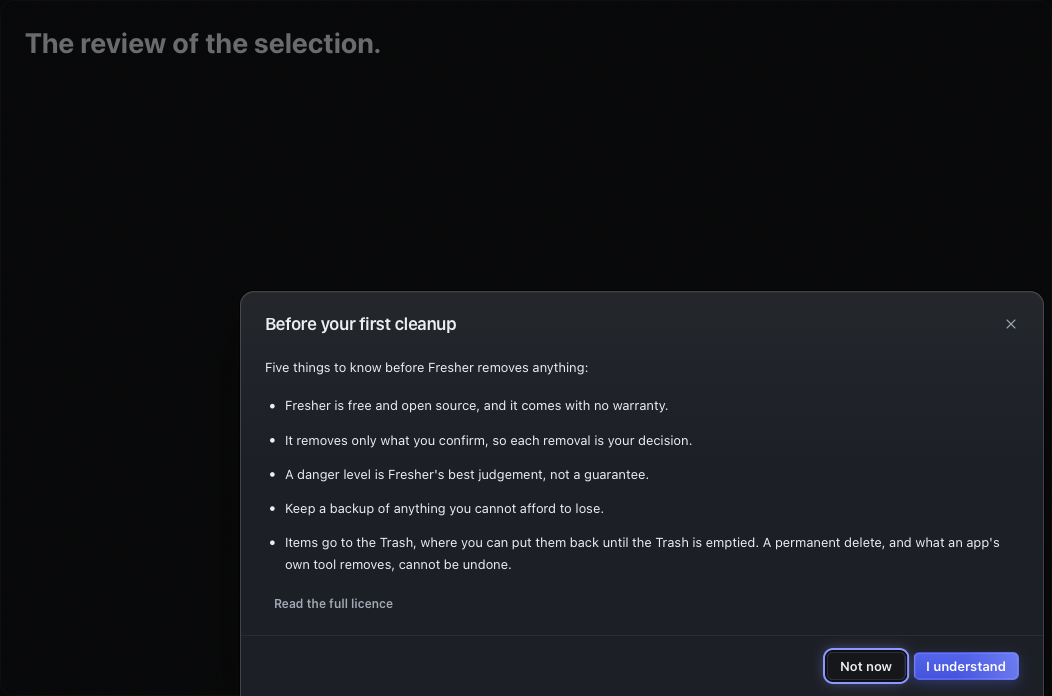 The review of the selection.
Before your first cleanup
Five things to know before Fresher removes anything:
Fresher is free and open source, and it comes with no warranty.
It removes only what you confirm, so each removal is your decision.
A danger level is Fresher's best judgement, not a guarantee.
Keep a backup of anything you cannot afford to lose.
Items go to the Trash, where you can put them back until the Trash is emptied. A permanent delete, and what an app's
own tool removes, cannot be undone.
Read the full licence
Not now
I understand